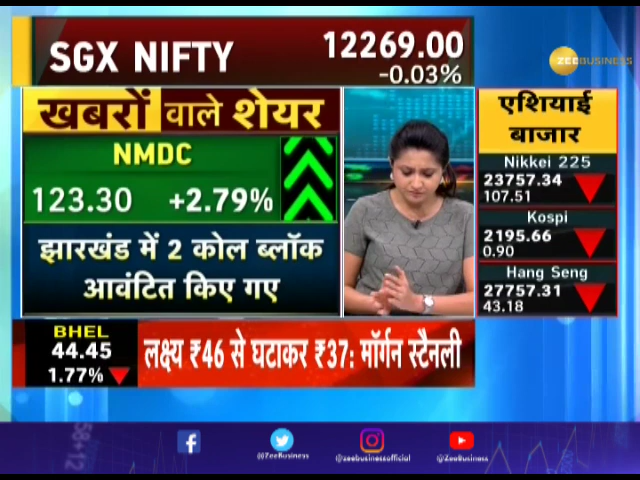 SGX NIFTY
12269.00
-0.03%
ZEEBUSINESS
खबरों वाले शेयर
NMDC
123.30 +2.79%
झारखंड में 2 कोल ब्लॉक
आवंटित किए गए
एशियाई
बाजार
Nikkei 225
23757.34
107.51
Kospi
2195.66
0.90
Hang Seng
27757.31
43.18
BHEL
44.45
1.77%
लक्ष्य ₹46 से घटाकर ₹37: मॉर्गन स्टैनली
58+12
@ZeeBusiness
@zeebusinessofficial
@ZeeBusiness